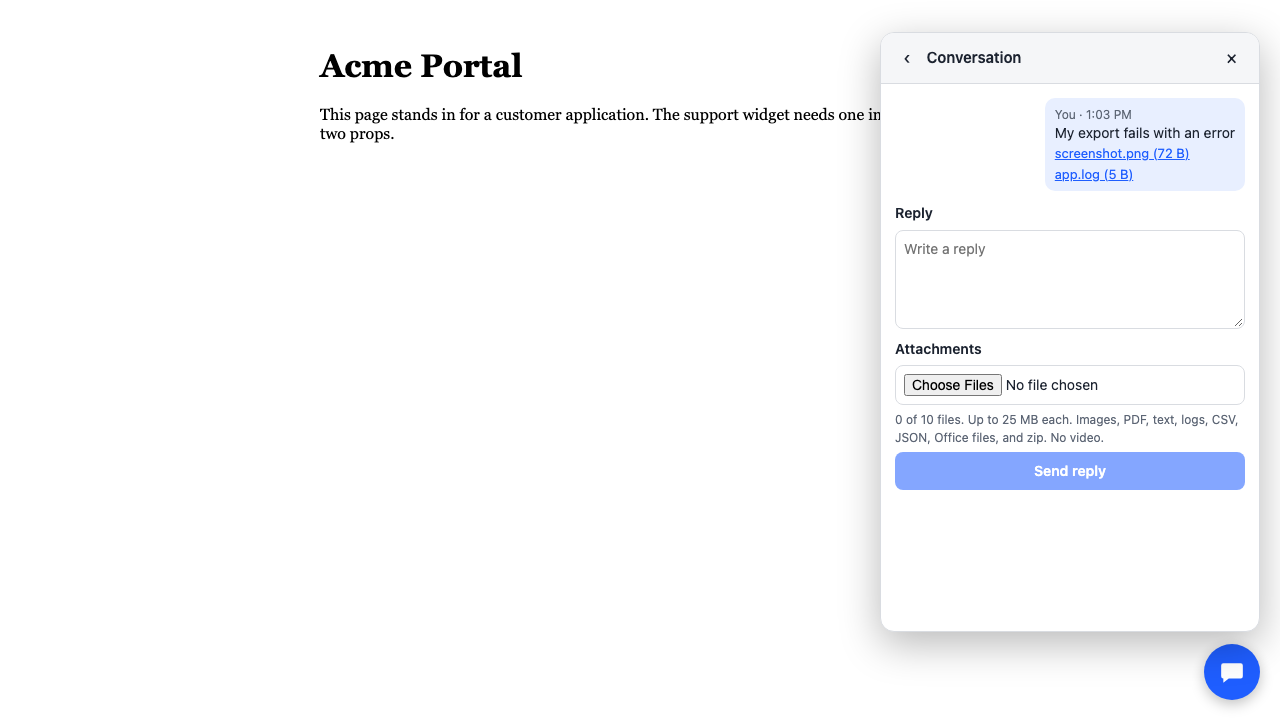 Acme Portal
This page stands in for a customer application. The support widget needs one
two props.
‹ Conversation ×
You · 1:03 PM
My export fails with an error
screenshot.png (72 B)
app.log (5 B)
Reply
Write a reply
Attachments
Choose Files No file chosen
0 of 10 files. Up to 25 MB each. Images, PDF, text, logs, CSV,
JSON, Office files, and zip. No video.
Send reply